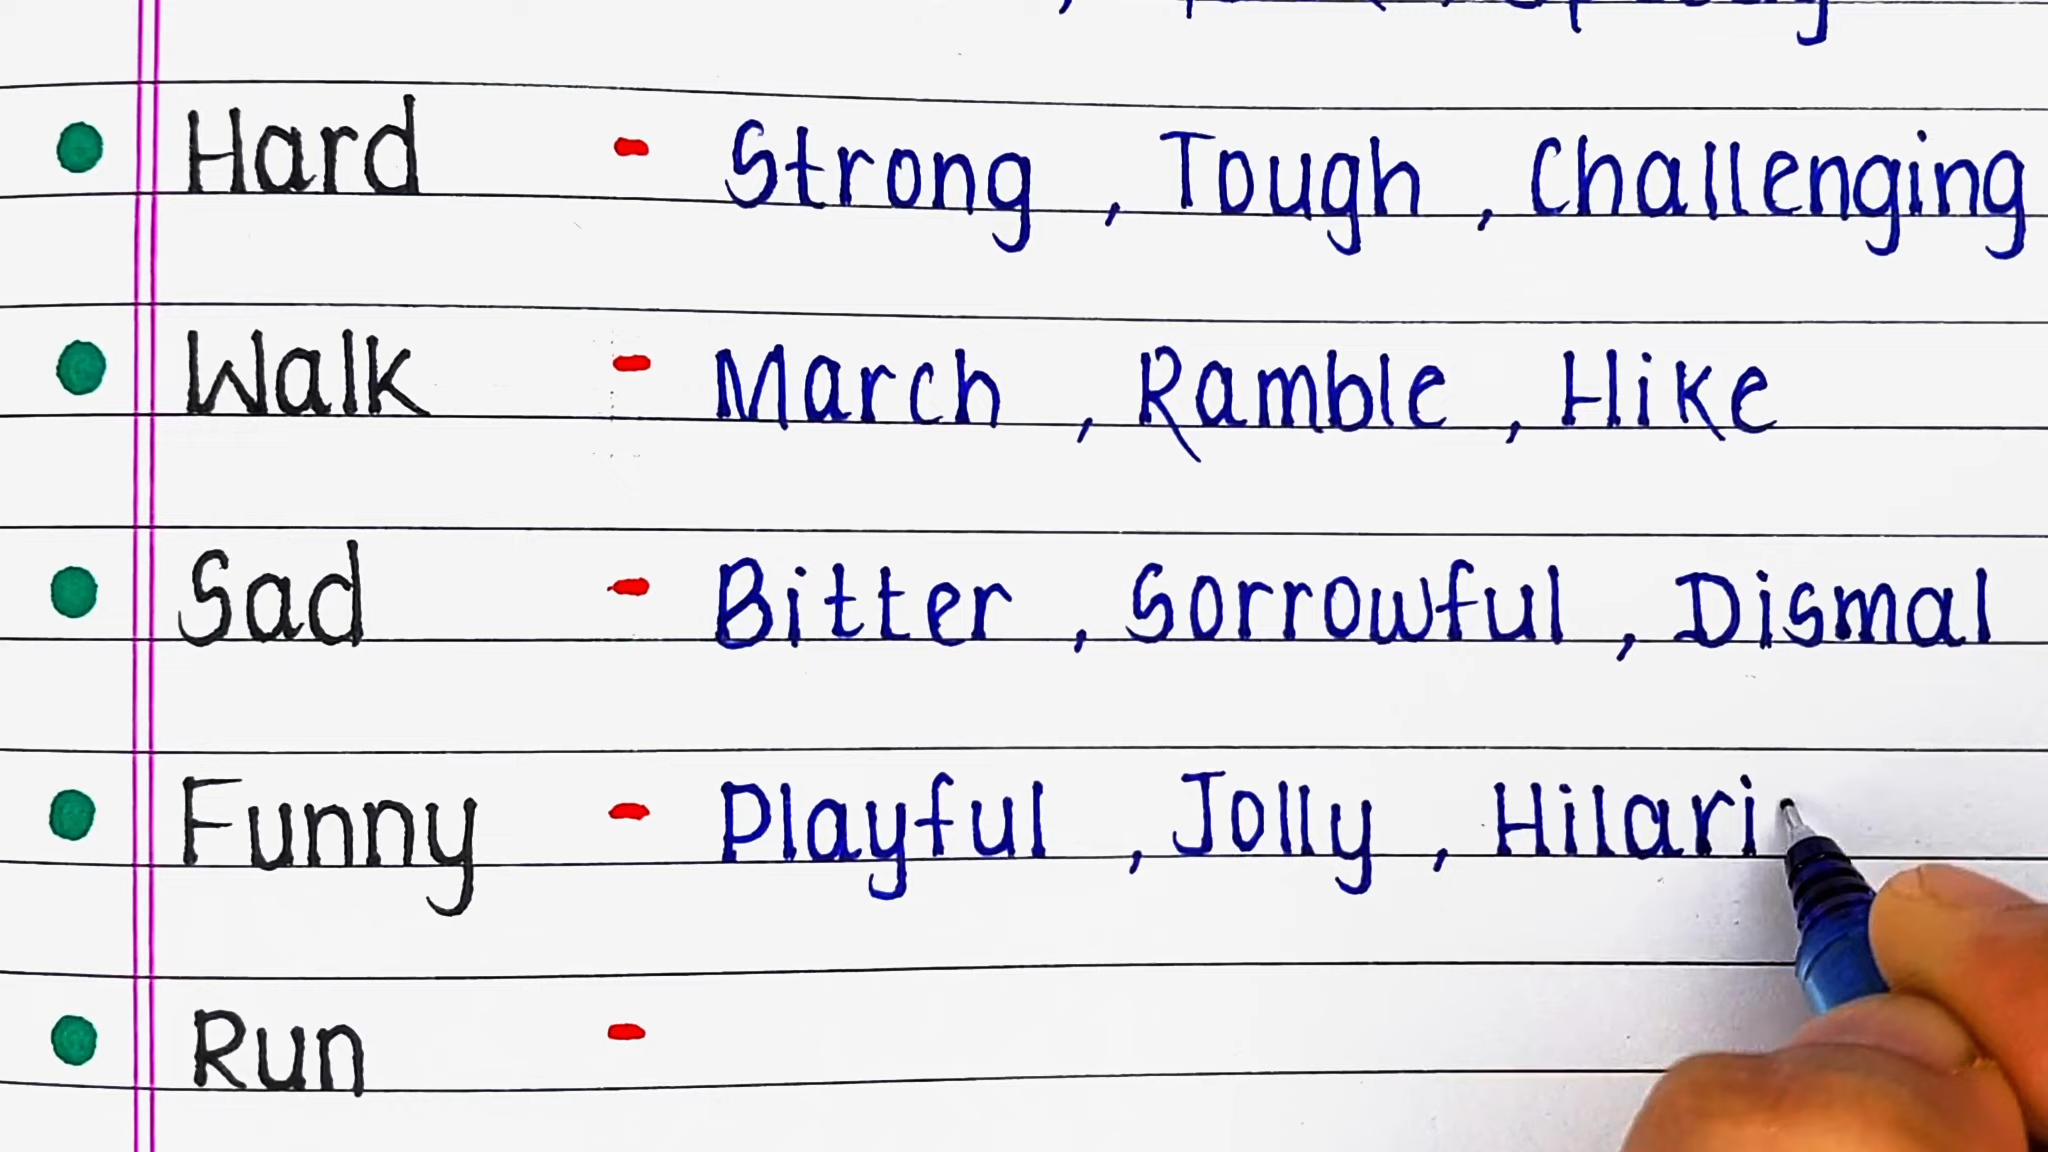 Hard - Strong , Tough , Challenging
Walk - March , Ramble , Hike
Sad - Bitter , Sorrowful , Dismal
Funny - Playful , Jolly , Hilari
Run -